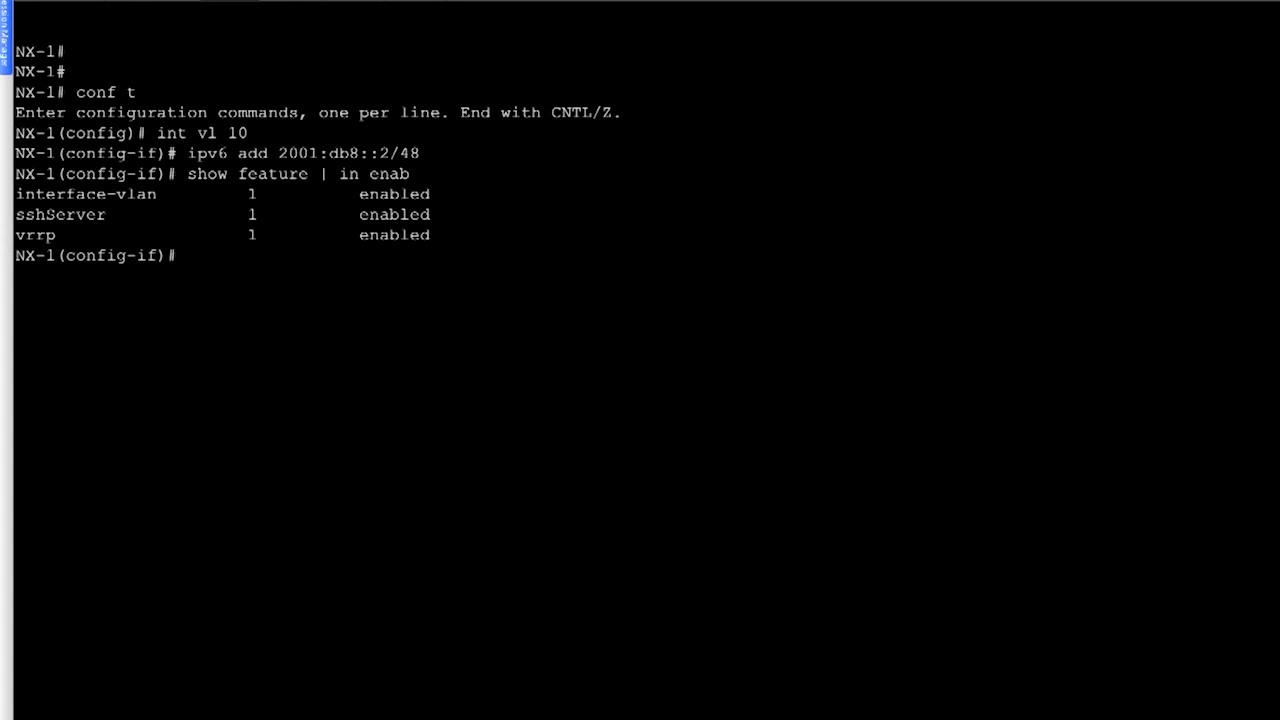 NX-1#
NX-1#
NX-1# conf t
Enter configuration commands, one per line. End with CNTL/Z.
NX-1(config)# int vl 10
NX-1(config-if)# ipv6 add 2001:db8::2/48
NX-1(config-if)# show feature | in enab
interface-vlan 1 enabled
sshServer 1 enabled
vrrp 1 enabled
NX-1(config-if)#